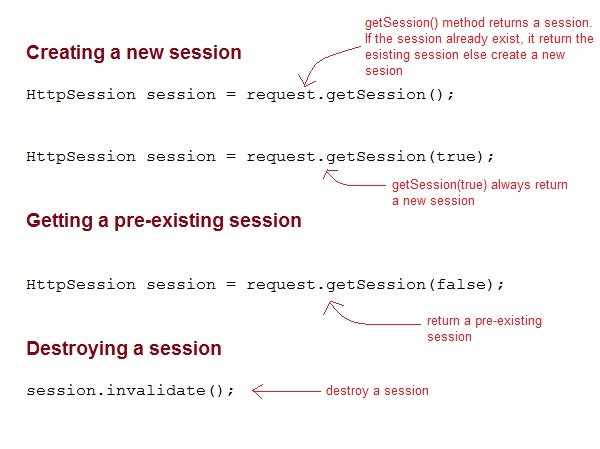 getSession() method returns a session.
If the session already exist, it return the
esisting session else create a new
sesion
Creating a new session
HttpSession session = request.getSession();
HttpSession session = request.getSession(true);
getSession(true) always return
a new session
Getting a pre-existing session
HttpSession session = request.getSession(false);
return a pre-existing
session
Destroying a session
session.invalidate();
destroy a session